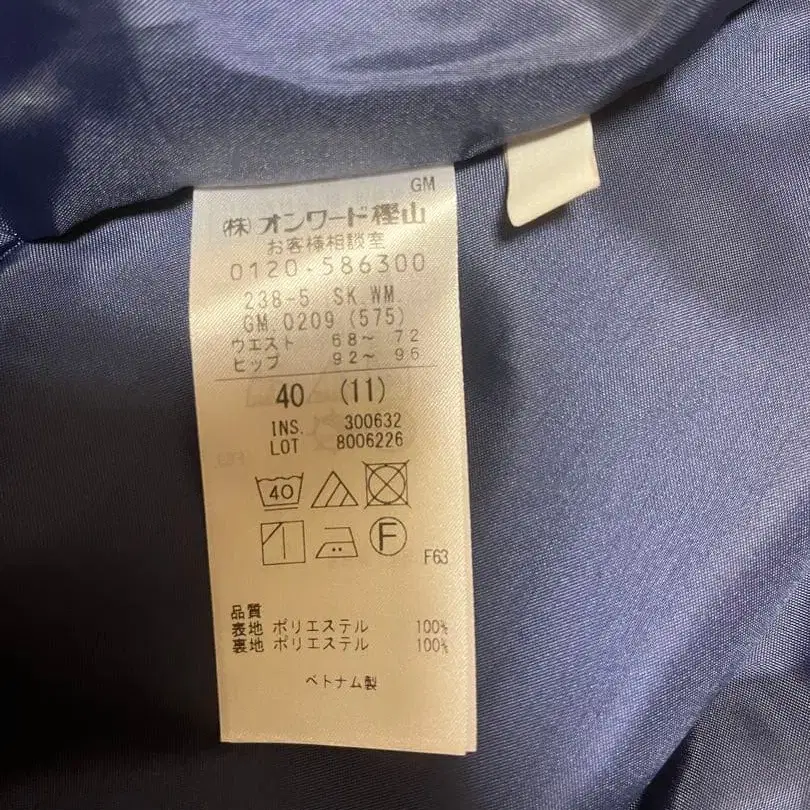 GM
(株)オンワード樫山
お客様相談室
0120-586300
238-5 SK.WM.
GM.0209 (575)
ウエスト 68~ 72
ヒップ 92~ 96
40 (11)
INS. 300632
LOT 8006226
40
F
F63
品質
表地 ポリエステル 100%
裏地 ポリエステル 100%
ベトナム製